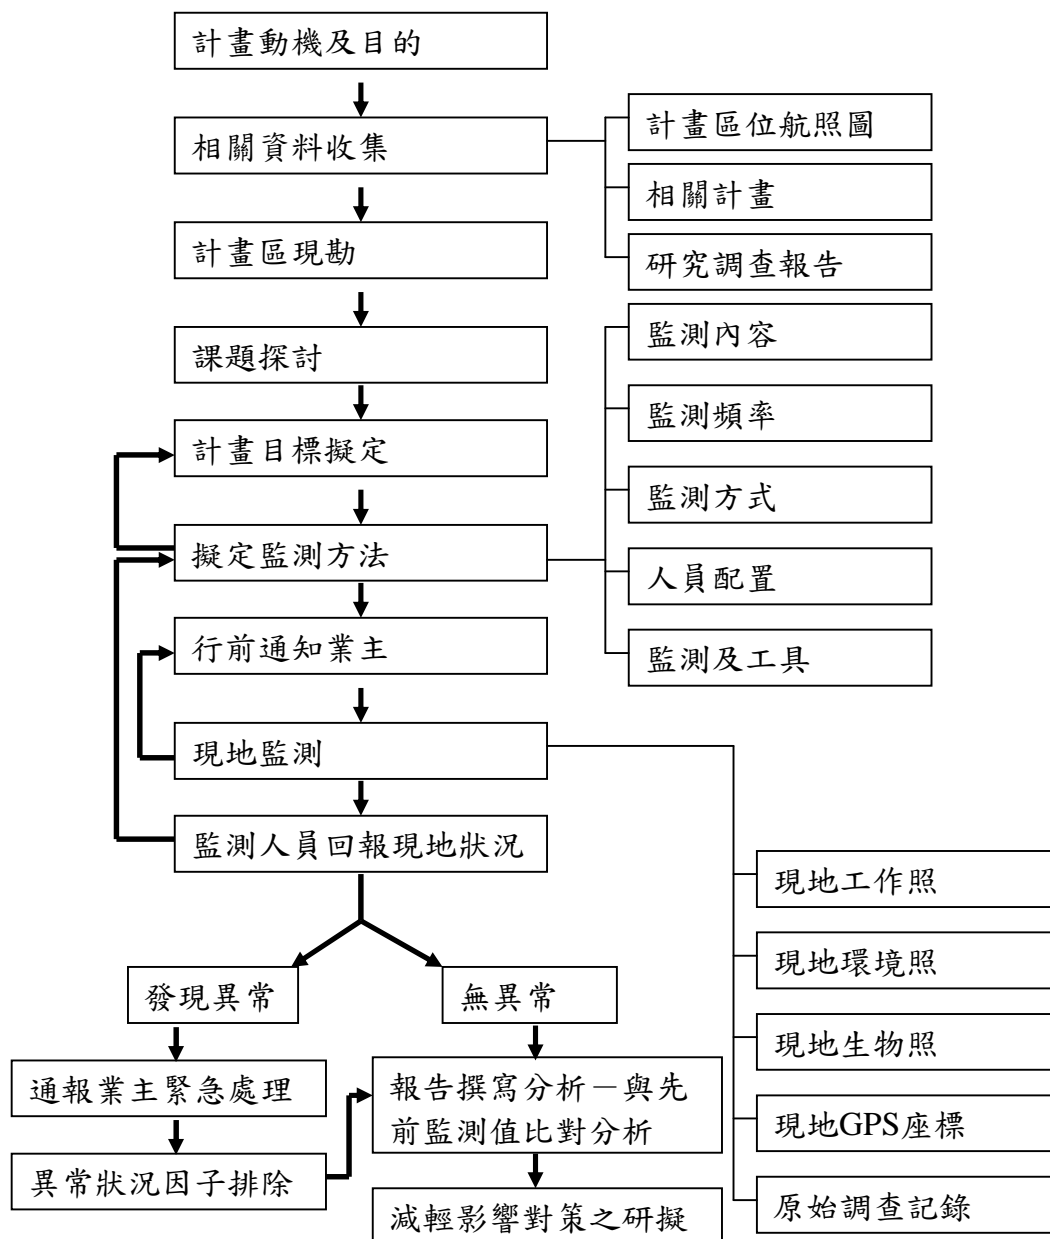 計畫動機及目的
相關資料收集
計畫區現勘
課題探討
計畫目標擬定
擬定監測方法
行前通知業主
現地監測
監測人員回報現地狀況
計畫區位航照圖
相關計畫
研究調查報告
監測內容
監測頻率
監測方式
人員配置
監測及工具
現地工作照
現地環境照
現地生物照
現地GPS座標
原始調查記錄
發現異常
無異常
通報業主緊急處理
異常狀況因子排除
報告撰寫分析－與先
前監測值比對分析
減輕影響對策之研擬